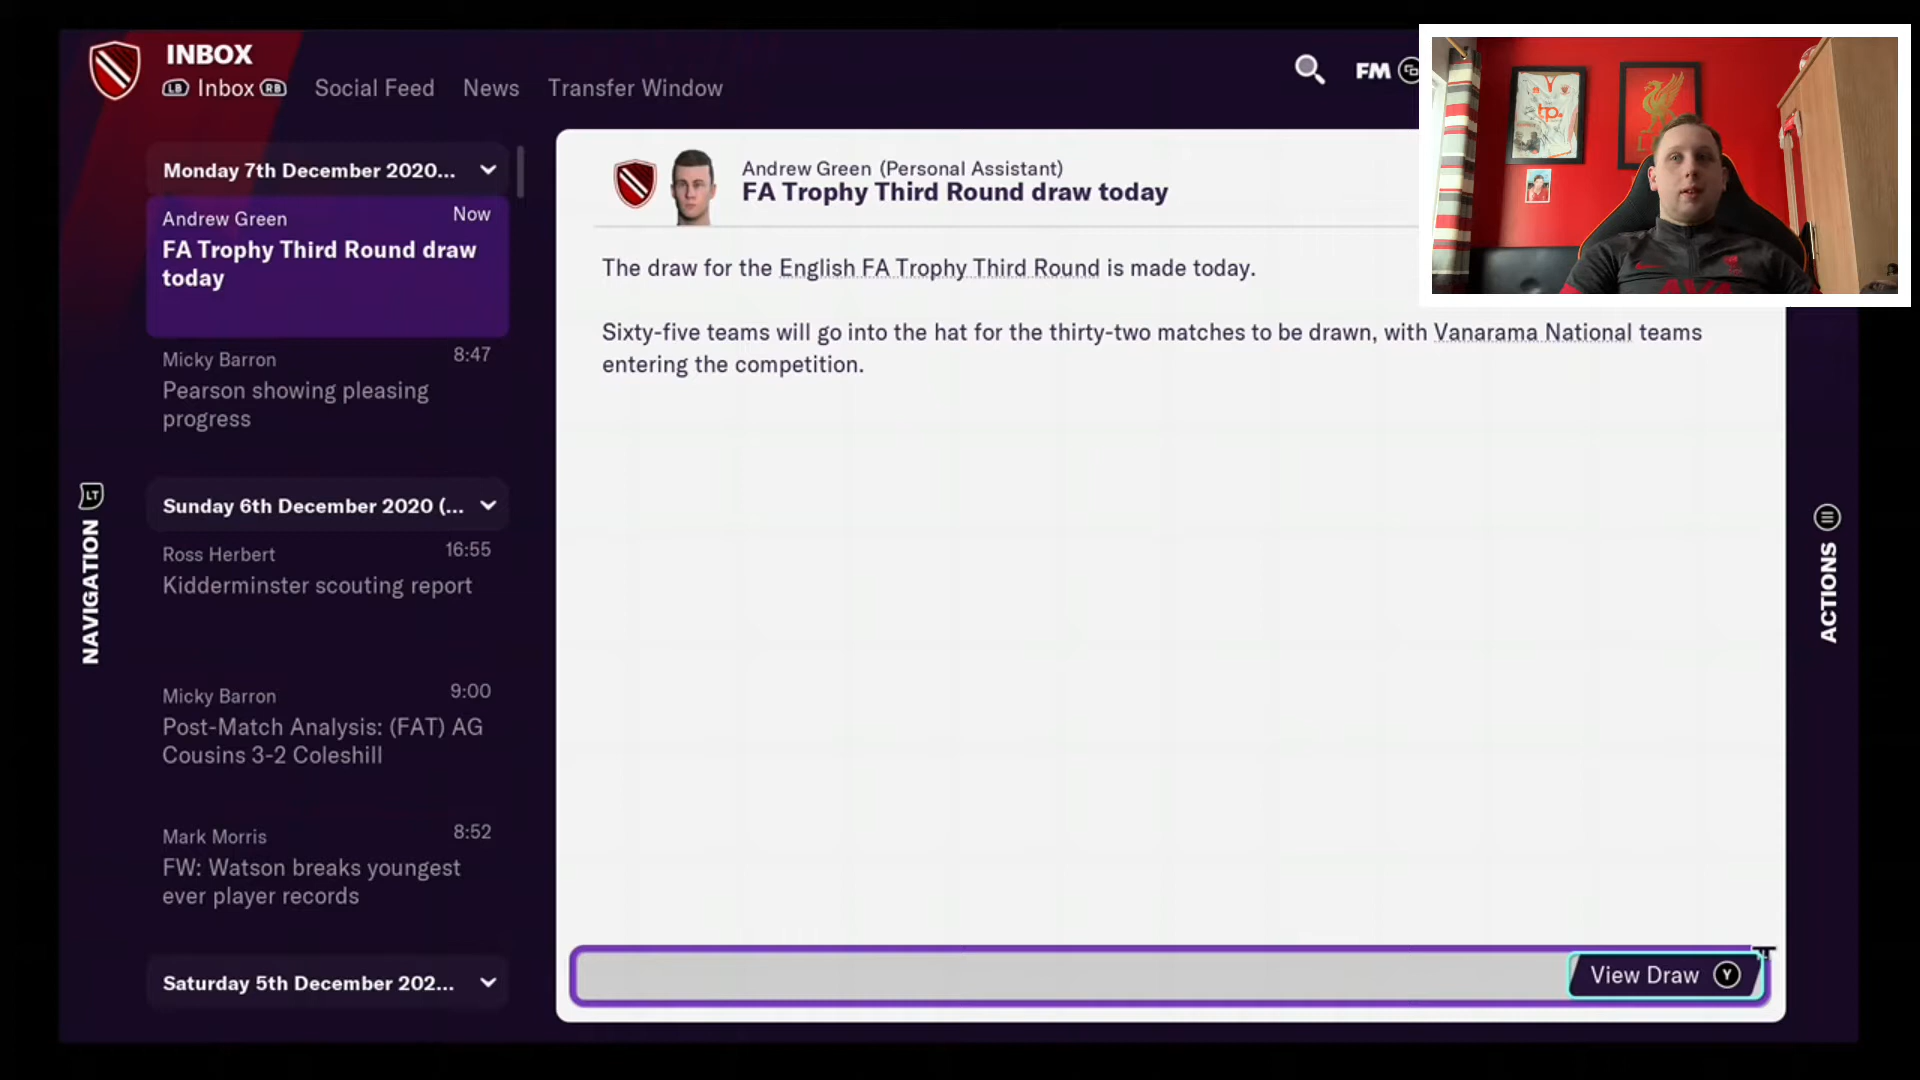 INBOX
LB Inbox RB Social Feed News Transfer Window
FM
Monday 7th December 2020...
Andrew Green Now
FA Trophy Third Round draw
today
Micky Barron 8:47
Pearson showing pleasing
progress
Sunday 6th December 2020 (...
Ross Herbert 16:55
Kidderminster scouting report
Micky Barron 9:00
Post-Match Analysis: (FAT) AG
Cousins 3-2 Coleshill
Mark Morris 8:52
FW: Watson breaks youngest
ever player records
Saturday 5th December 202...
LT
NAVIGATION
Andrew Green (Personal Assistant)
FA Trophy Third Round draw today
The draw for the English FA Trophy Third Round is made today.
Sixty-five teams will go into the hat for the thirty-two matches to be drawn, with Vanarama National teams
entering the competition.
View Draw Y
ACTIONS